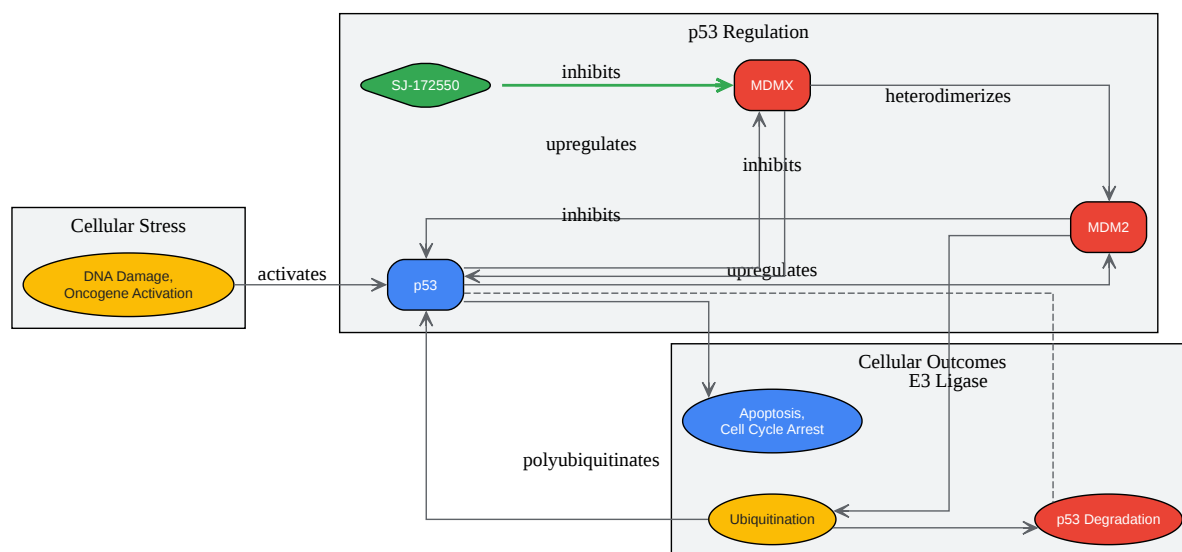 p53 Regulation
SJ-172550
inhibits
MDMX
heterodimerizes
upregulates
inhibits
Cellular Stress
inhibits
MDM2
DNA Damage,
Oncogene Activation
activates
p53
upregulates
Cellular Outcomes
E3 Ligase
Apoptosis,
Cell Cycle Arrest
polyubiquitinates
Ubiquitination
p53 Degradation